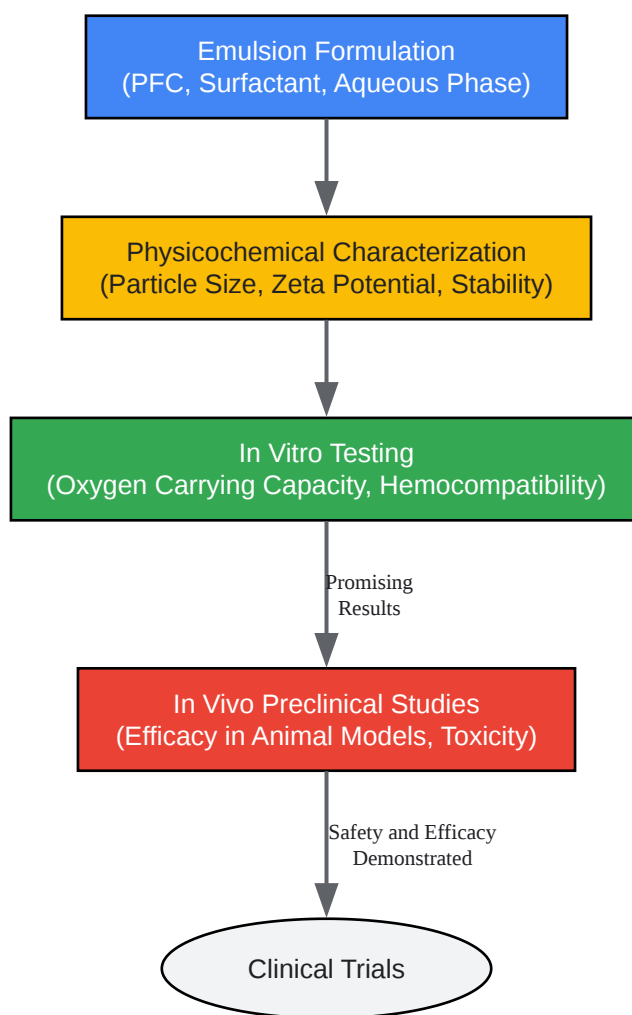 Emulsion Formulation
(PFC, Surfactant, Aqueous Phase)
Physicochemical Characterization
(Particle Size, Zeta Potential, Stability)
In Vitro Testing
(Oxygen Carrying Capacity, Hemocompatibility)
Promising
Results
In Vivo Preclinical Studies
(Efficacy in Animal Models, Toxicity)
Safety and Efficacy
Demonstrated
Clinical Trials